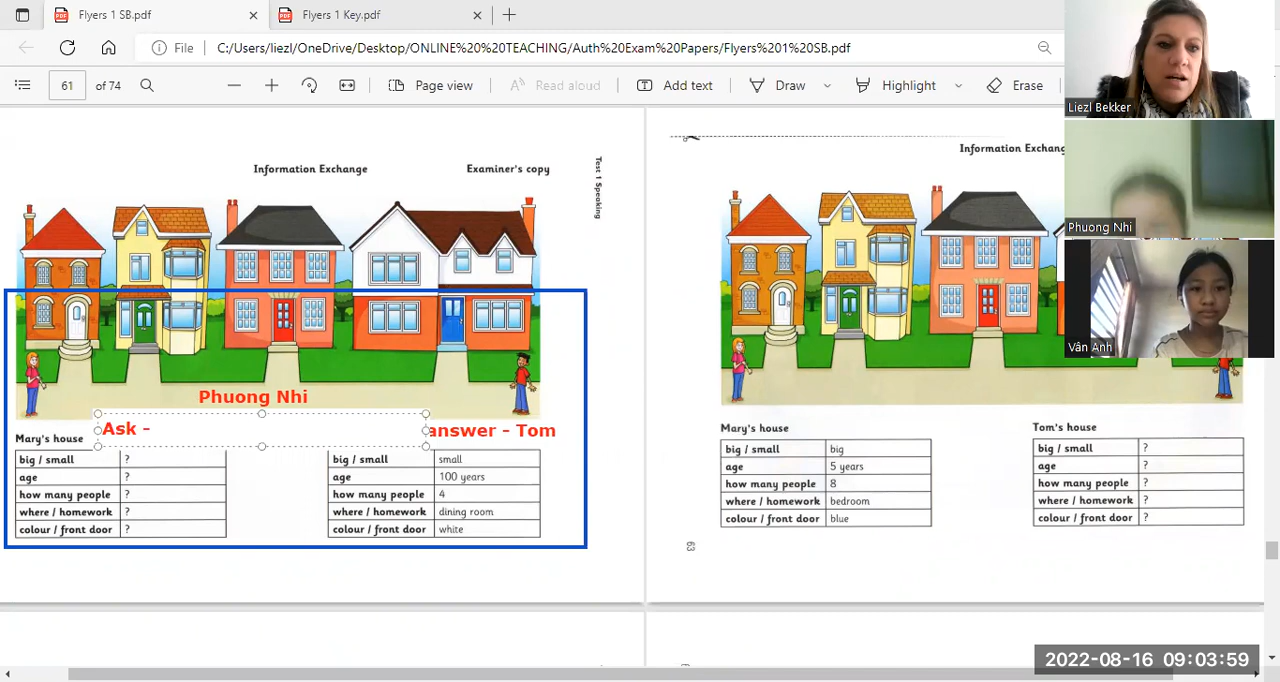 Flyers 1 SB.pdf
Flyers 1 Key.pdf
File
C:/Users/liezl/OneDrive/Desktop/ONLINE%20%20TEACHING/Auth%20Exam%20Papers/Flyers%201%20SB.pdf
61 of 74
Page view
Read aloud
Add text
Draw
Highlight
Erase
Liezl Bekker
Phuong Nhi
Vân Anh
Information Exchange
Examiner's copy
Test 1 Speaking
Phuong Nhi
Ask -
answer - Tom
Mary's house
big / small ?
age ?
how many people ?
where / homework ?
colour / front door ?
big / small small
age 100 years
how many people 4
where / homework dining room
colour / front door white
Information Exchang
Mary's house
big / small big
age 5 years
how many people 8
where / homework bedroom
colour / front door blue
Tom's house
big / small ?
age ?
how many people ?
where / homework ?
colour / front door ?
63
2022-08-16 09:03:59